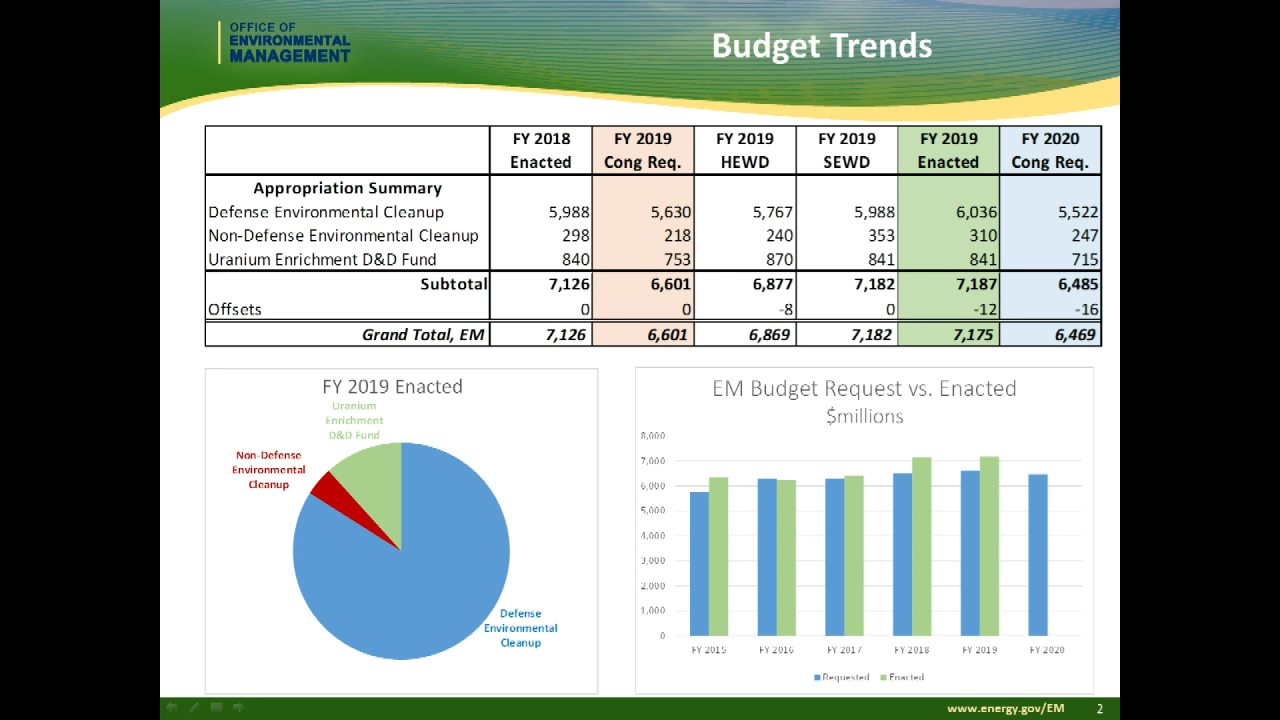 OFFICE OF
ENVIRONMENTAL
MANAGEMENT
Budget Trends
FY 2018 FY 2019 FY 2019 FY 2019 FY 2019 FY 2020
Enacted Cong Req. HEWD SEWD Enacted Cong Req.
Appropriation Summary
Defense Environmental Cleanup 5,988 5,630 5,767 5,988 6,036 5,522
Non-Defense Environmental Cleanup 298 218 240 353 310 247
Uranium Enrichment D&D Fund 840 753 870 841 841 715
Subtotal 7,126 6,601 6,877 7,182 7,187 6,485
Offsets 0 0 -8 0 -12 -16
Grand Total, EM 7,126 6,601 6,869 7,182 7,175 6,469
FY 2019 Enacted
Uranium
Enrichment
D&D Fund
Non-Defense
Environmental
Cleanup
Defense
Environmental
Cleanup
EM Budget Request vs. Enacted
$millions
8,000
7,000
6,000
5,000
4,000
3,000
2,000
1,000
0
FY 2015 FY 2016 FY 2017 FY 2018 FY 2019 FY 2020
Requested Enacted
www.energy.gov/EM 2